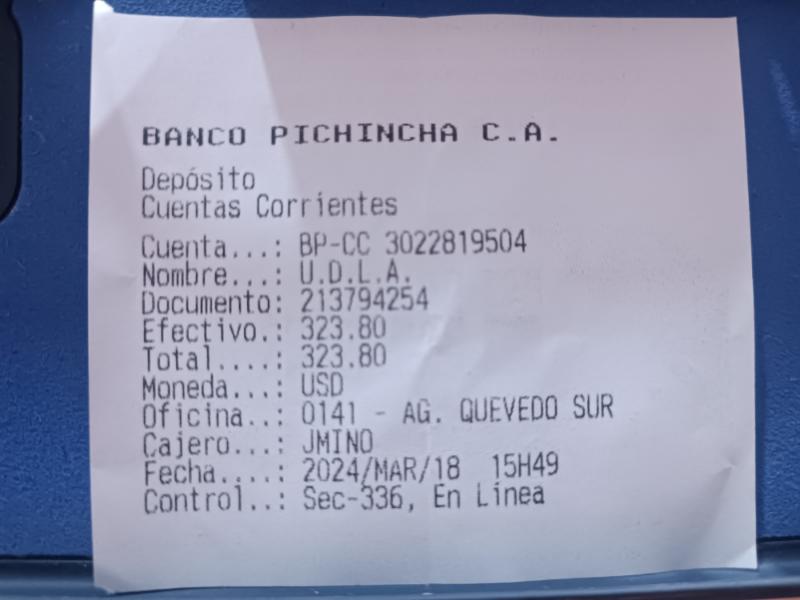 BANCO PICHINCHA C.A.
Depósito
Cuentas Corrientes
Cuenta...: BP-CC 3022819504
Nombre...: U.D.L.A.
Documento: 213794254
Efectivo.: 323.80
Total....: 323.80
Moneda...: USD
Oficina..: 0141 - AG. QUEVEDO SUR
Cajero...: JMINO
Fecha....: 2024/MAR/18 15H49
Control..: Sec-336, En Línea